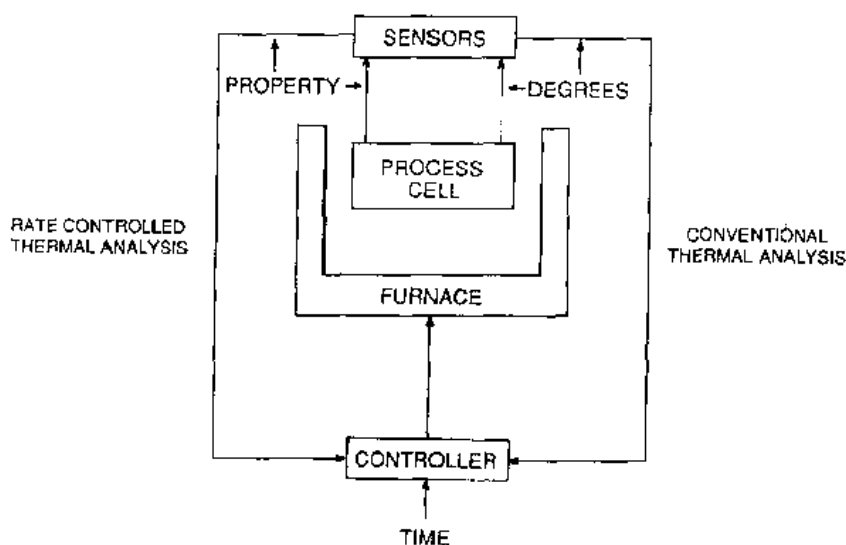 SENSORS
PROPERTY
DEGREES
PROCESS
CELL
RATE CONTROLLED
THERMAL ANALYSIS
CONVENTIONAL
THERMAL ANALYSIS
FURNACE
CONTROLLER
TIME